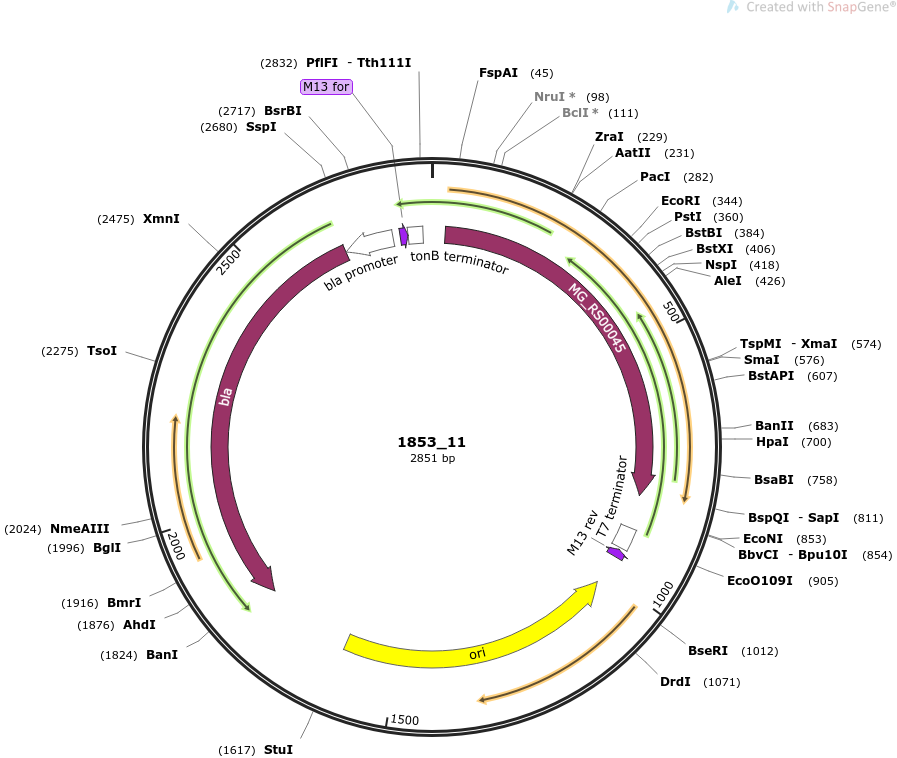 Created with SnapGene®
(2832) PflFI - Tth111I
M13 for
(2717) BsrBI
(2680) SspI
(2475) XmnI
(2275) TsoI
(2024) NmeAIII
(1996) BglI
(1916) BmrI
(1876) AhdI
(1824) BanI
(1617) StuI
FspAI (45)
NruI * (98)
BclI * (111)
ZraI (229)
AatII (231)
PacI (282)
EcoRI (344)
PstI (360)
BstBI (384)
BstXI (406)
NspI (418)
AleI (426)
TspMI - XmaI (574)
SmaI (576)
BstAPI (607)
BanII (683)
HpaI (700)
BsaBI (758)
BspQI - SapI (811)
EcoNI (853)
BbvCI - Bpu10I (854)
EcoO109I (905)
BseRI (1012)
DrdI (1071)
500
1000
1500
2000
2500
bla promoter
tonB terminator
MG_RS00045
bla
T7 terminator
M13 rev
ori
1853_11
2851 bp